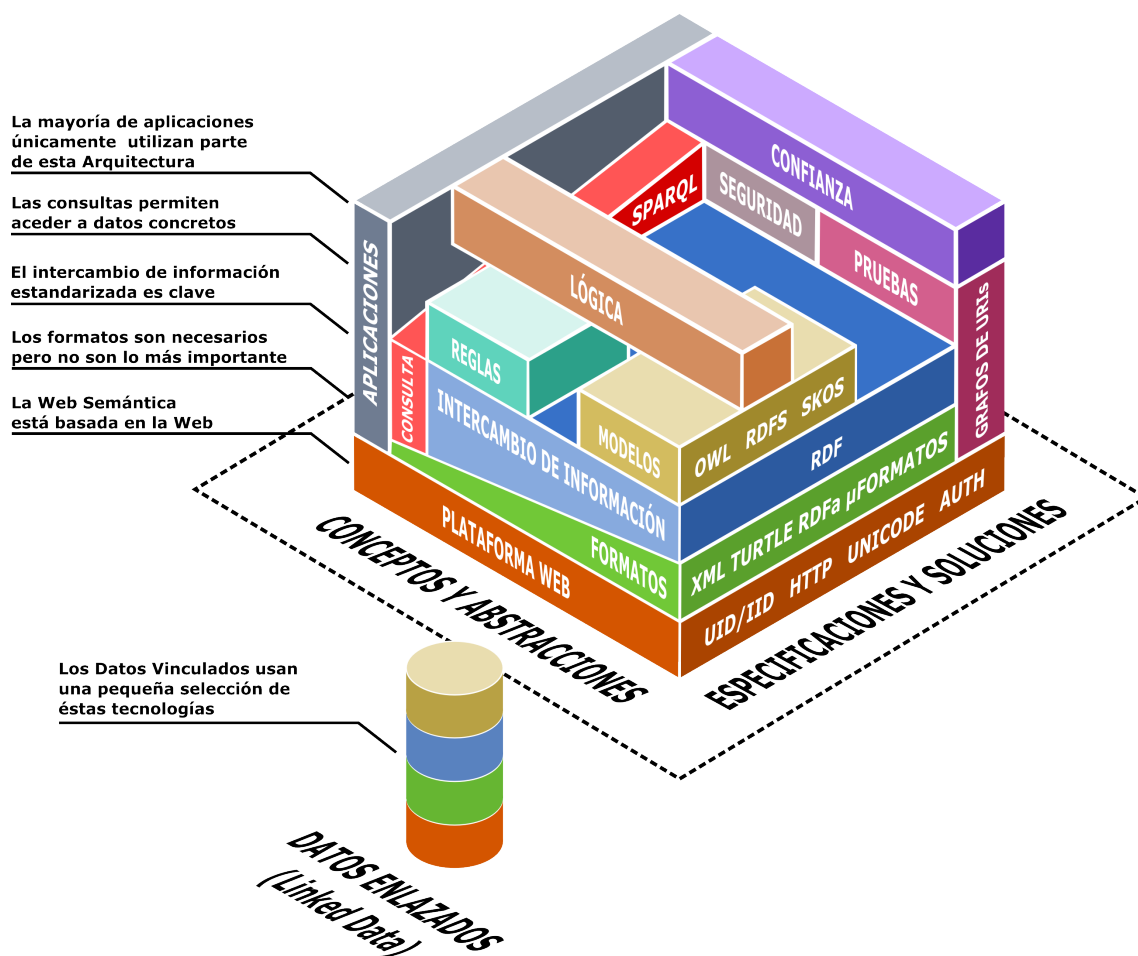 La mayoría de aplicaciones
únicamente utilizan parte
de esta Arquitectura
Las consultas permiten
aceder a datos concretos
El intercambio de información
estandarizada es clave
Los formatos son necesarios
pero no son lo más importante
La Web Semántica
está basada en la Web
APLICACIONES
CONFIANZA
SPARQL
SEGURIDAD
PRUEBAS
LÓGICA
REGLAS
CONSULTA
INTERCAMBIO DE INFORMACIÓN
MODELOS
OWL RDFS SKOS
RDF
GRAFOS DE URIs
FORMATOS
XML TURTLE RDFa µFORMATOS
PLATAFORMA WEB
UID/IID HTTP UNICODE AUTH
CONCEPTOS Y ABSTRACCIONES
ESPECIFICACIONES Y SOLUCIONES
Los Datos Vinculados usan
una pequeña selección de
éstas tecnologías
DATOS ENLAZADOS
(Linked Data)